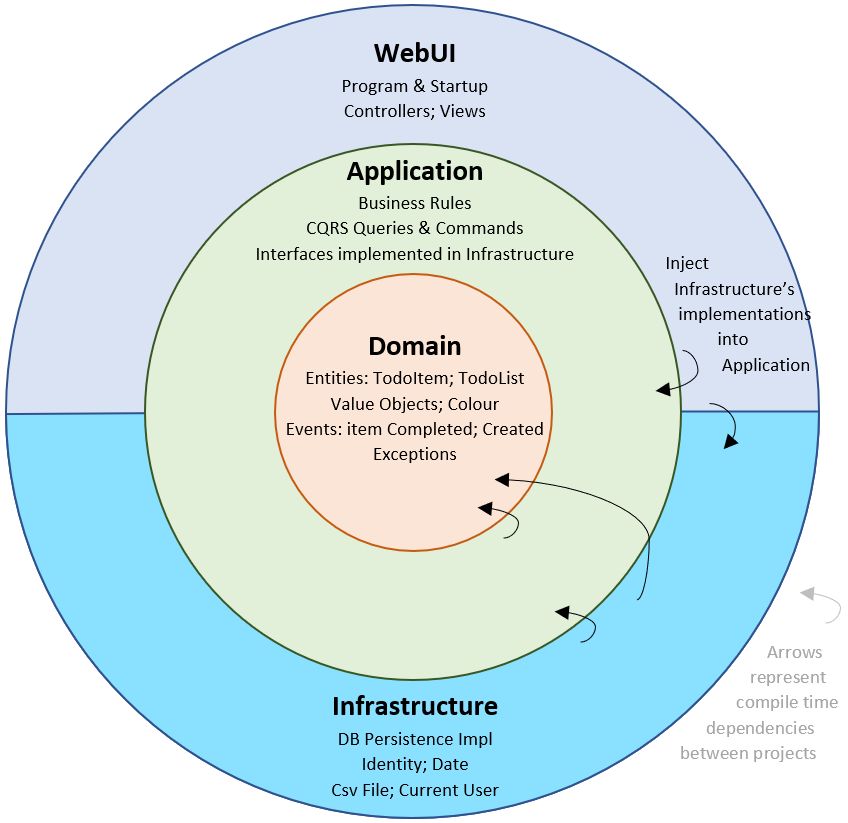 WebUI
Program & Startup
Controllers; Views
Application
Business Rules
CQRS Queries & Commands
Interfaces implemented in Infrastructure
Inject
Infrastructure’s
implementations
into
Application
Domain
Entities: TodoItem; TodoList
Value Objects; Colour
Events: item Completed; Created
Exceptions
Arrows
represent
compile time
dependencies
between projects
Infrastructure
DB Persistence Impl
Identity; Date
Csv File; Current User